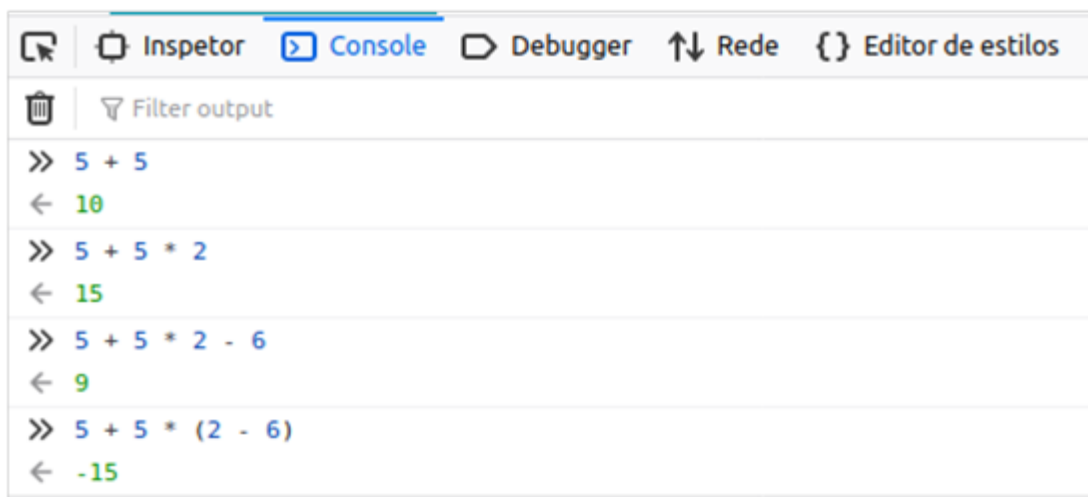 Inspetor Console Debugger Rede {} Editor de estilos
Filter output
>> 5 + 5
← 10
>> 5 + 5 * 2
← 15
>> 5 + 5 * 2 - 6
← 9
>> 5 + 5 * (2 - 6)
← -15